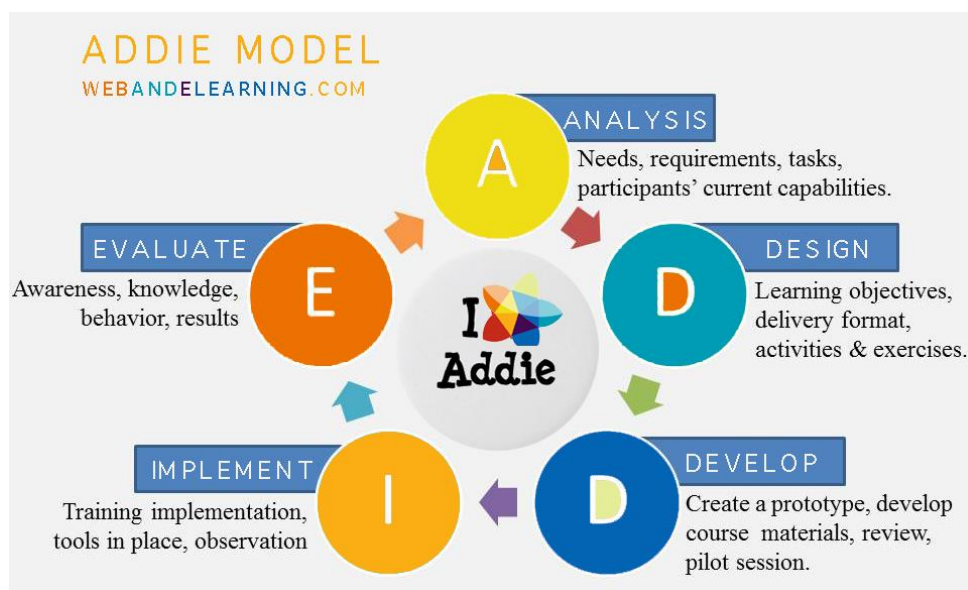 ADDIE MODEL
WEBANDELEARNING.COM
A
ANALYSIS
Needs, requirements, tasks,
participants’ current capabilities.
D
DESIGN
Learning objectives,
delivery format,
activities & exercises.
D
DEVELOP
Create a prototype, develop
course materials, review,
pilot session.
I
IMPLEMENT
Training implementation,
tools in place, observation
E
EVALUATE
Awareness, knowledge,
behavior, results
I
Addie